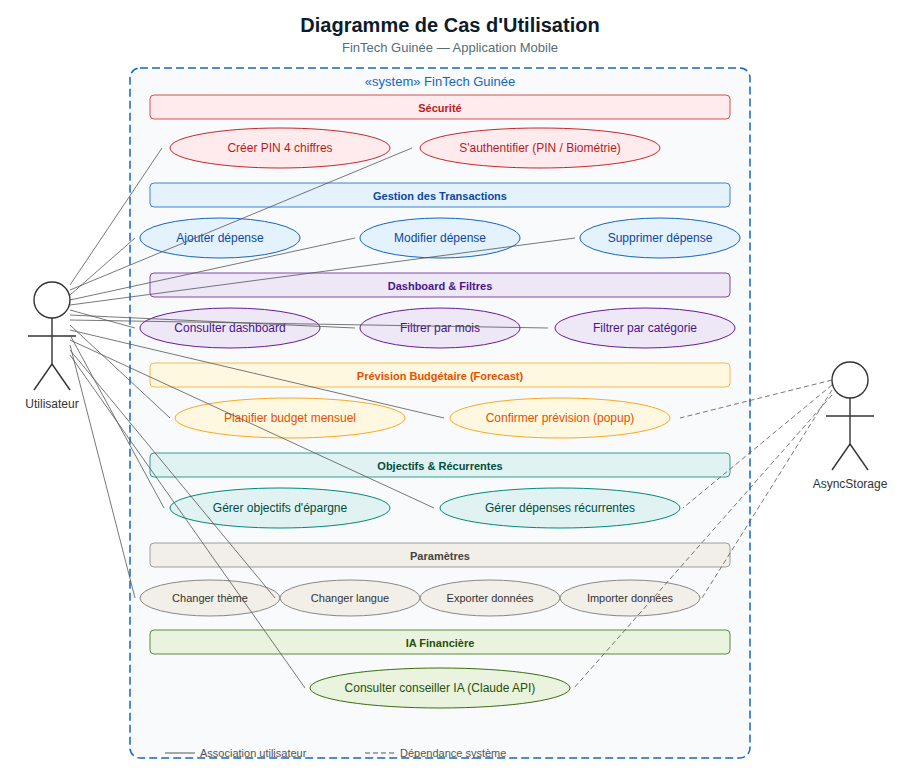 Diagramme de Cas d'Utilisation
FinTech Guinée — Application Mobile
«system» FinTech Guinée
Sécurité
Créer PIN 4 chiffres
S'authentifier (PIN / Biométrie)
Gestion des Transactions
Ajouter dépense
Modifier dépense
Supprimer dépense
Dashboard & Filtres
Consulter dashboard
Filtrer par mois
Filtrer par catégorie
Utilisateur
Prévision Budgétaire (Forecast)
Planifier budget mensuel
Confirmer prévision (popup)
Objectifs & Récurrentes
AsyncStorage
Gérer objectifs d'épargne
Gérer dépenses récurrentes
Paramètres
Changer thème
Changer langue
Exporter données
Importer données
IA Financière
Consulter conseiller IA (Claude API)
Association utilisateur
Dépendance système